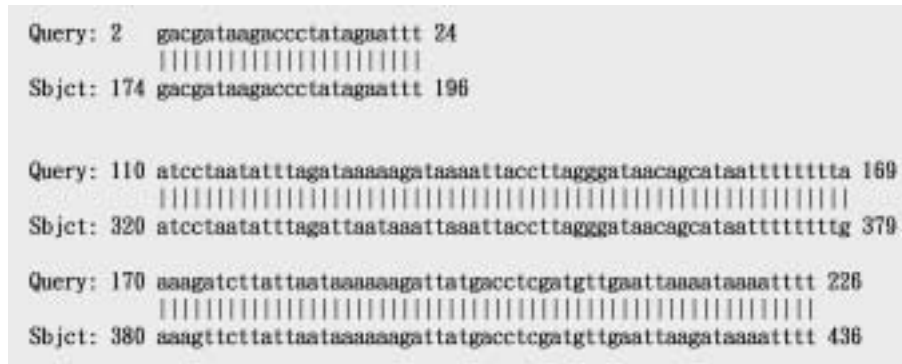 Query: 2 gacgataagaccctatagaattt 24
|||||||||||||||||||||||
Sbjct: 174 gacgataagaccctatagaattt 196
Query: 110 atcctaatatttagataaaaagataaaattaccttagggataacagcataatttttttta 169
||||||||||||||||||||||||||||||||||||||||||||||||||||||||||||
Sbjct: 320 atcctaatatttagattaataaattaaattaccttagggataacagcataattttttttg 379
Query: 170 aaagatcttattaataaaaaagattatgacctcgatgttgaattaaaataaaatttt 226
|||||||||||||||||||||||||||||||||||||||||||||||||||||||||
Sbjct: 380 aaagttcttattaataaaaaagattatgacctcgatgttgaattaagataaaatttt 436